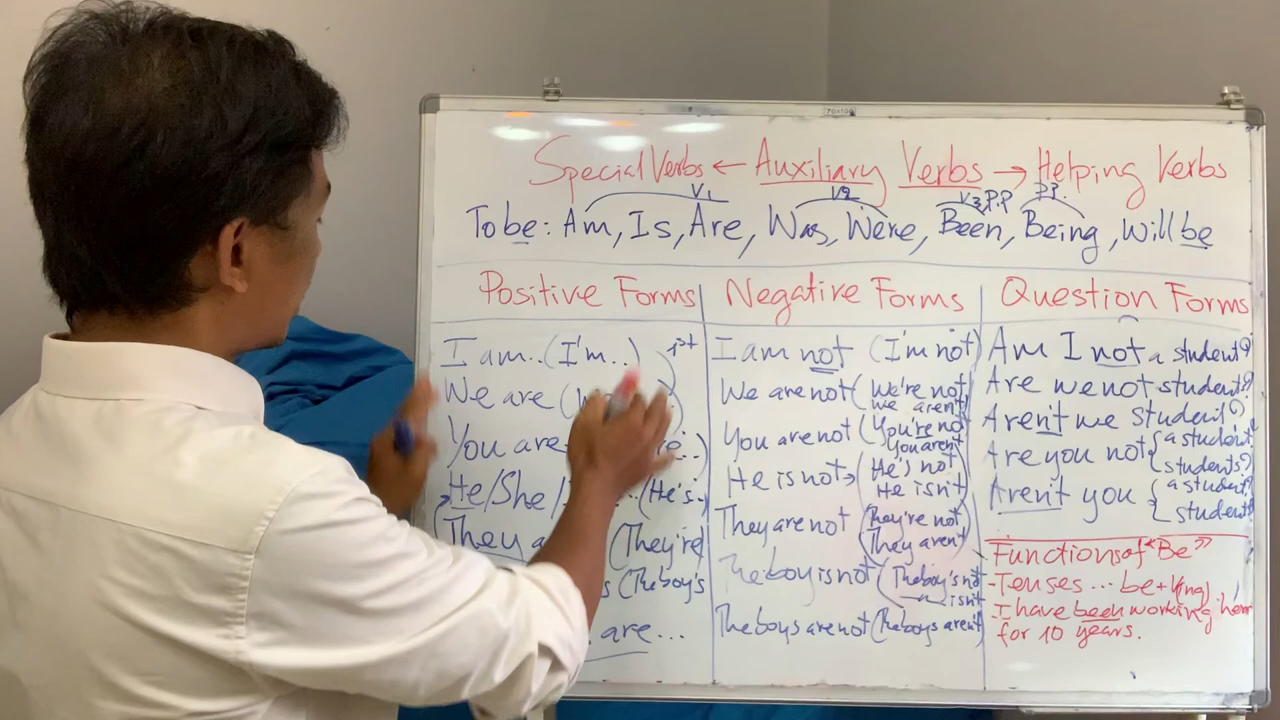 70x100
Special Verbs ← Auxiliary Verbs → Helping Verbs
V1 V2 V3, P.P P.P.
To be: Am, Is, Are, Was, Were, Been, Being, will be
Positive Forms
I am.. (I'm..) 1st
We are
You are
He/She/ (He's..
They (They're)
s (The boy's
are...
Negative Forms
I am not (I'm not)
We are not (we're not
we aren't)
You are not (You're not
You aren't
He is not → (He's not
He isn't
They are not (They're not
They aren't)
The boy is not (The boy's not
isn't
The boys are not (The boys aren't)
Question Forms
Am I not a student?
Are we not students?
Aren't we student?
Are you not { a student?
students?
Aren't you { a student?
student?
Functions of "Be"
-Tenses... be + V(ing)
I have been working here
for 10 years.